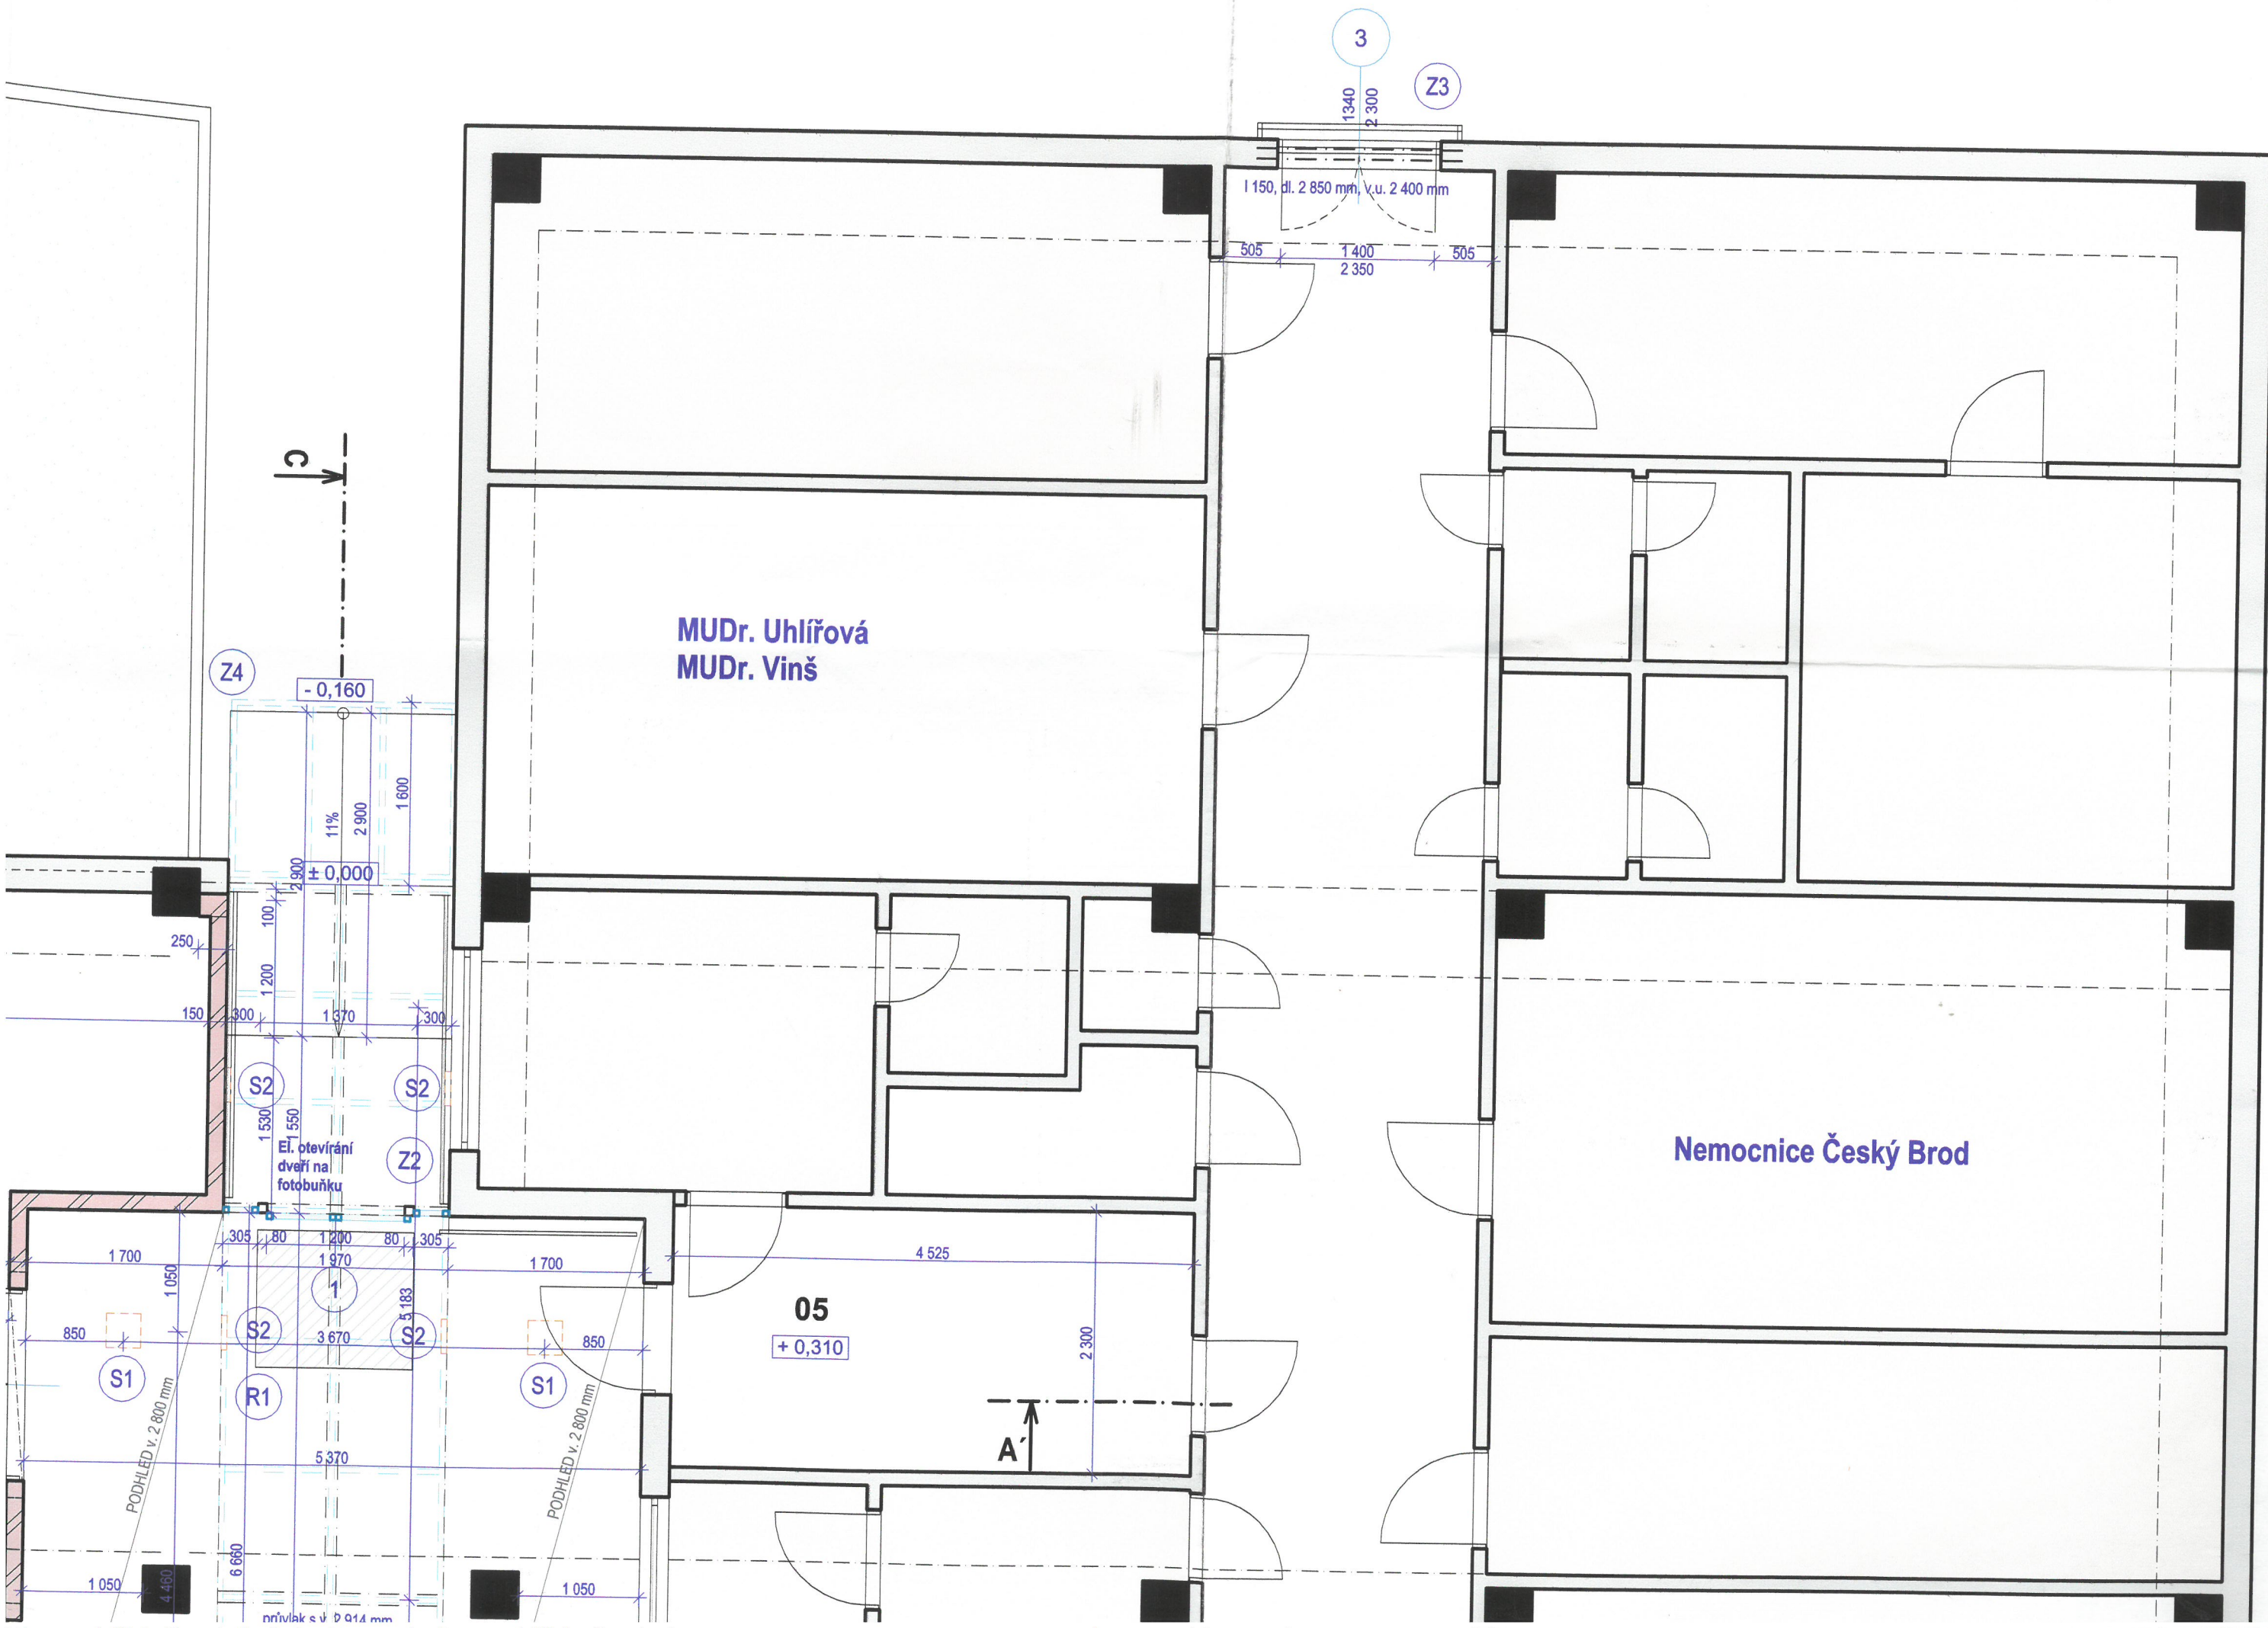 3
Z3
1340
2 300
I 150, dl. 2 850 mm, v.u. 2 400 mm
505
1 400
505
2 350
C
MUDr. Uhlířová
MUDr. Vinš
Z4
- 0,160
1 600
2 900
11%
2 900
± 0,000
100
250
1 200
150
300
1 370
300
S2
S2
1 530
1 550
El. otevírání
dveří na
fotobuňku
Z2
Nemocnice Český Brod
305
80
1 200
80
305
1 700
1 970
1 700
4 525
1 050
1
5 183
05
+ 0,310
2 300
850
S2
3 670
S2
850
S1
R1
S1
PODHLED v. 2 800 mm
PODHLED v. 2 800 mm
A´
5 370
6 660
4 460
1 050
1 050
průvlak s.v. 2 914 mm